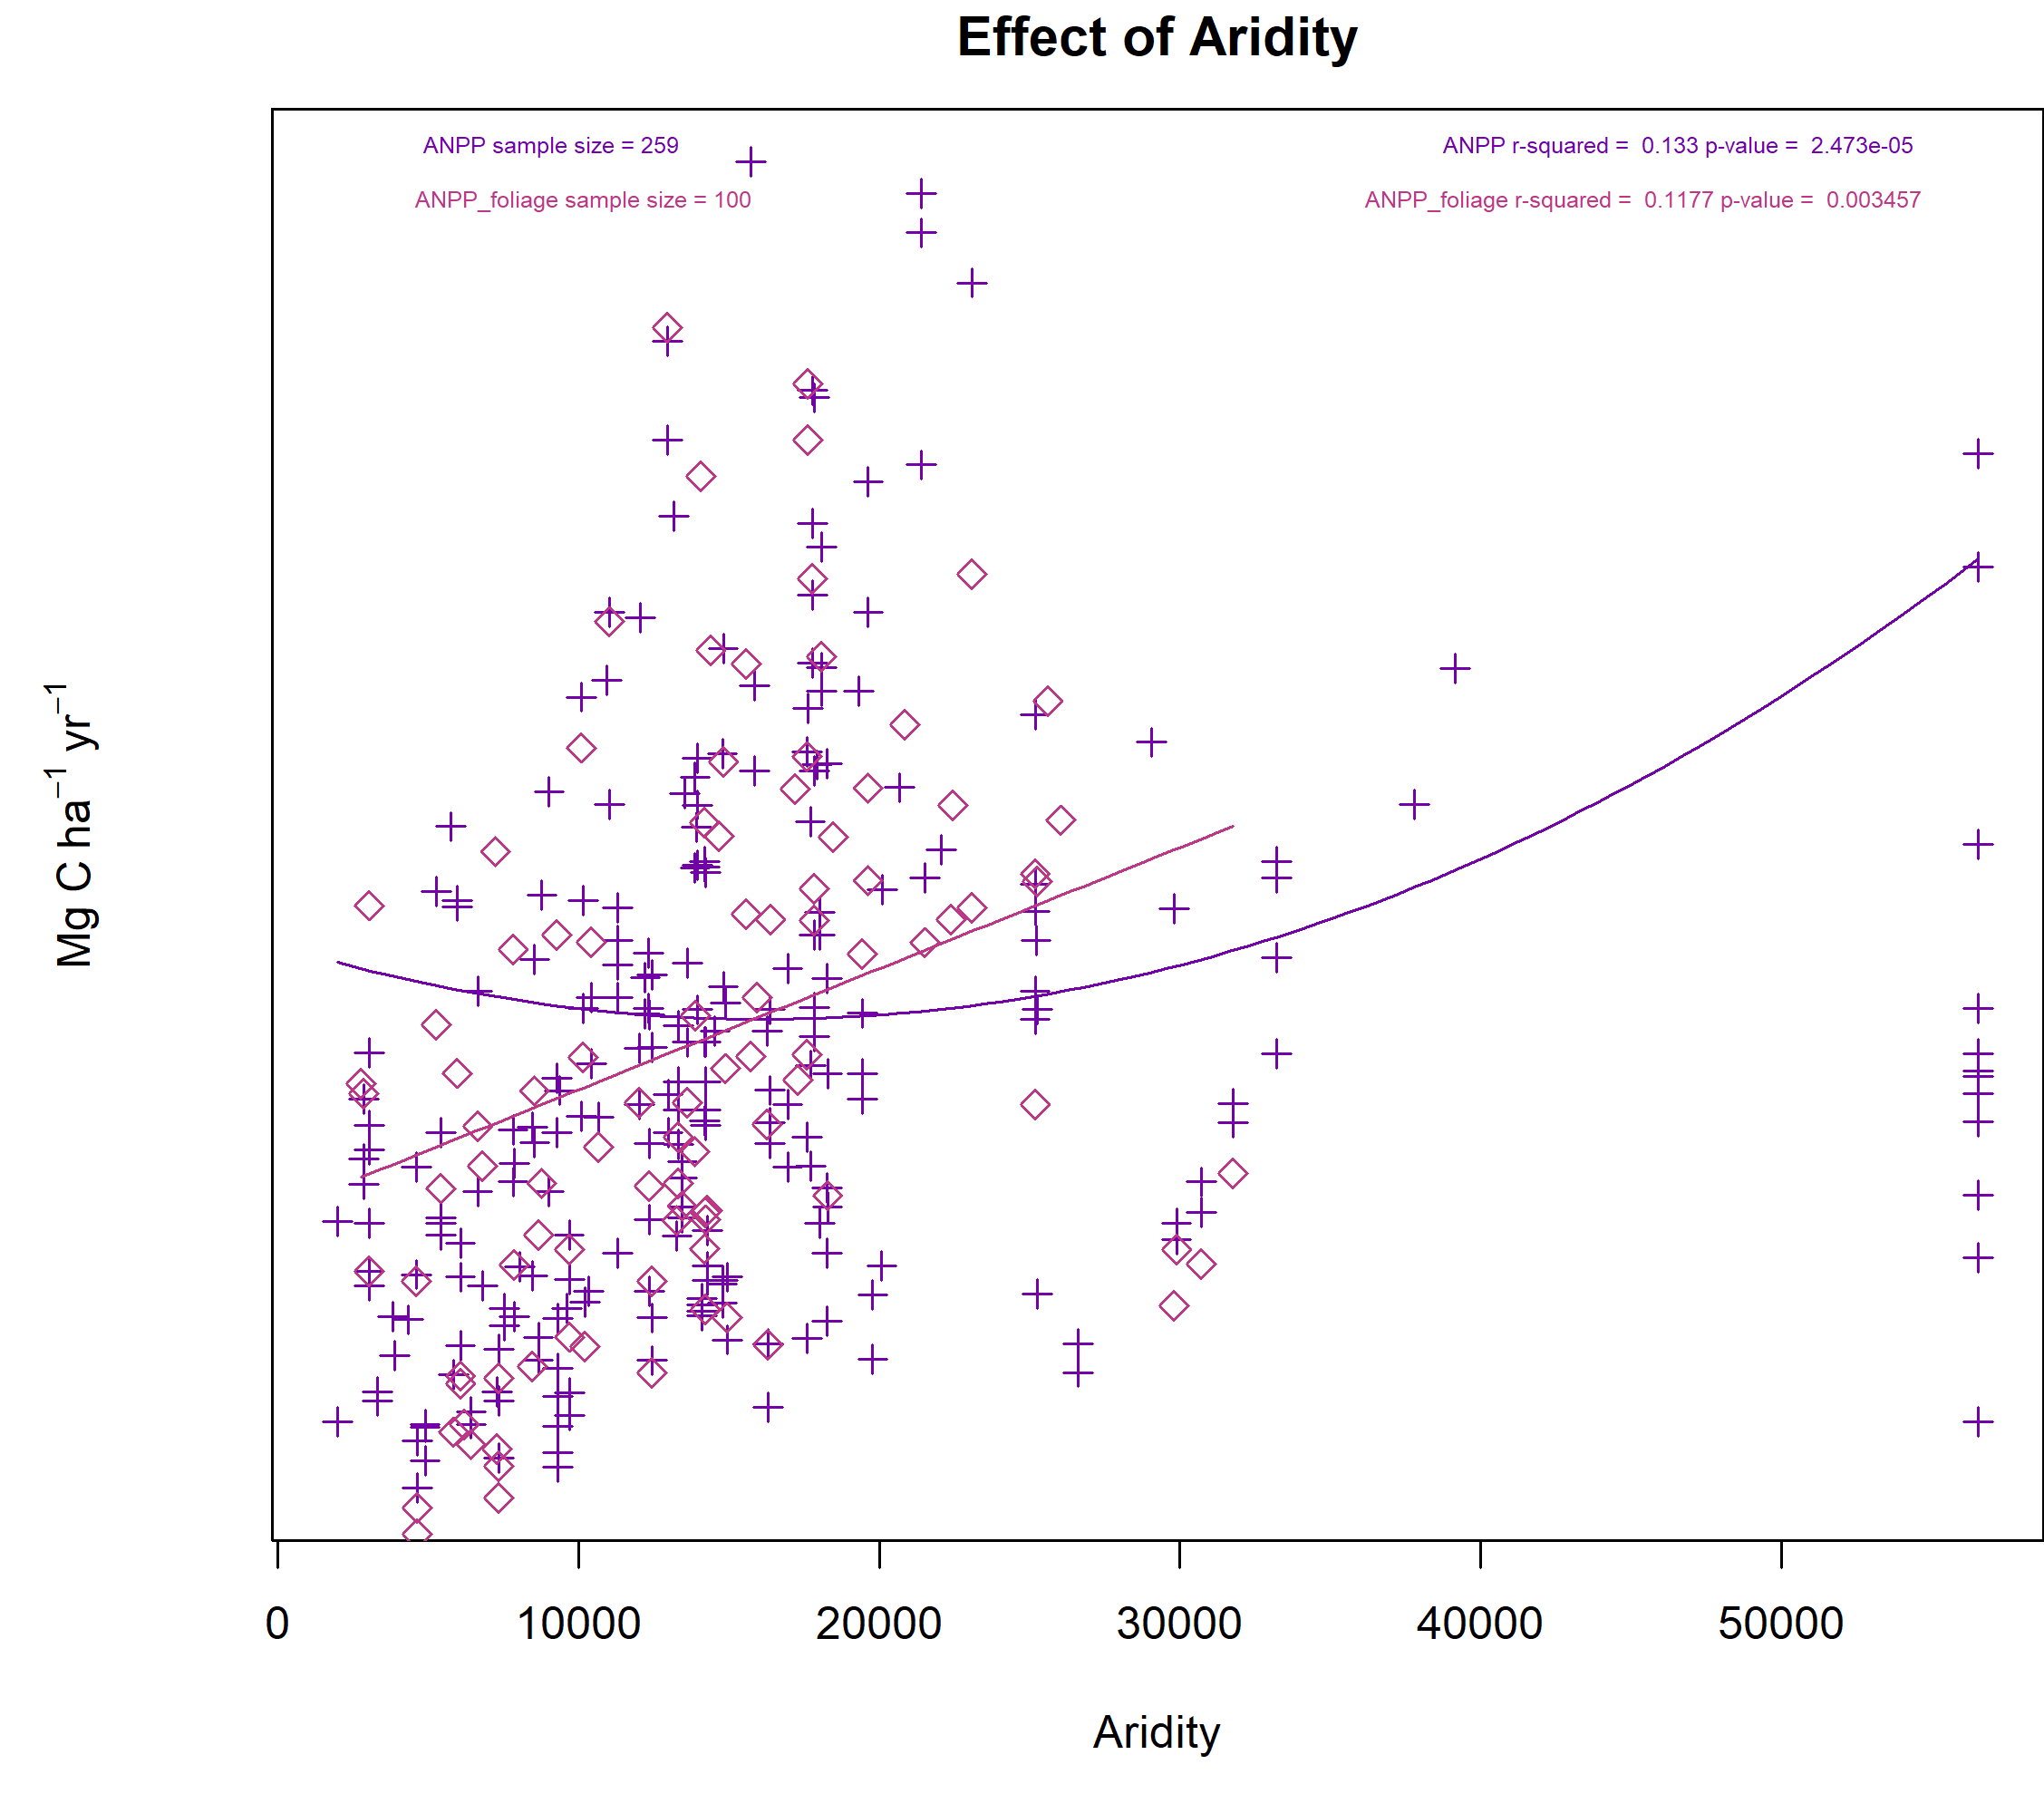 Effect of Aridity
ANPP sample size = 259
ANPP r-squared =  0.133 p-value =  2.473e-05
ANPP_foliage sample size = 100
ANPP_foliage r-squared =  0.1177 p-value =  0.003457
Mg C ha⁻¹ yr⁻¹
0 10000 20000 30000 40000 50000
Aridity